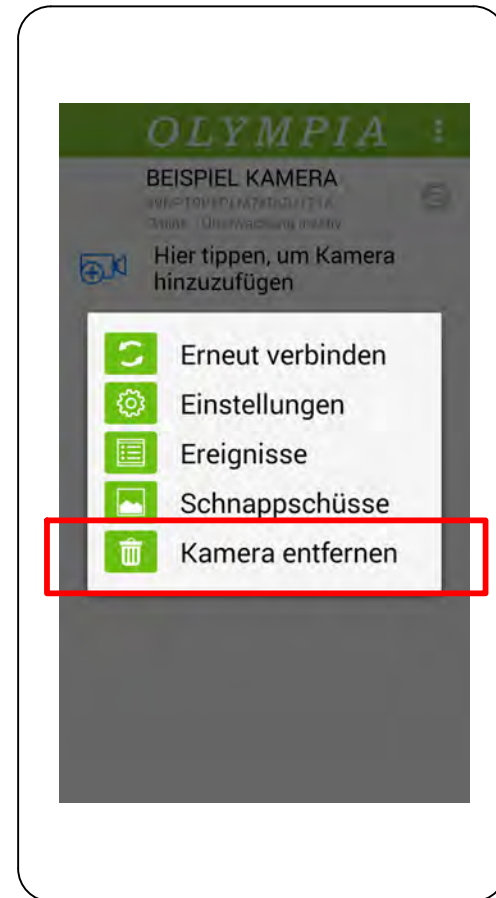 OLYMPIA
BEISPIEL KAMERA
Hier tippen, um Kamera
hinzuzufügen
Erneut verbinden
Einstellungen
Ereignisse
Schnappschüsse
Kamera entfernen